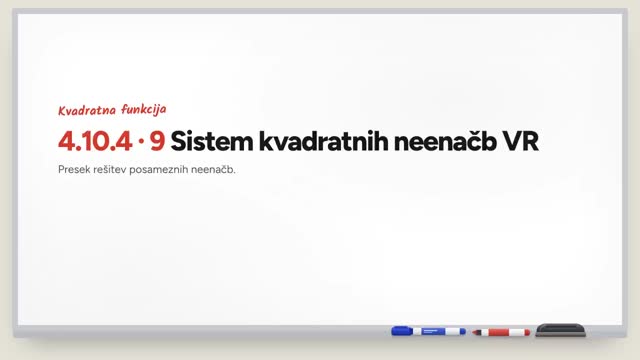 Kvadratna funkcija
4.10.4 · 9 Sistem kvadratnih neenačb VR
Presek rešitev posameznih neenačb.